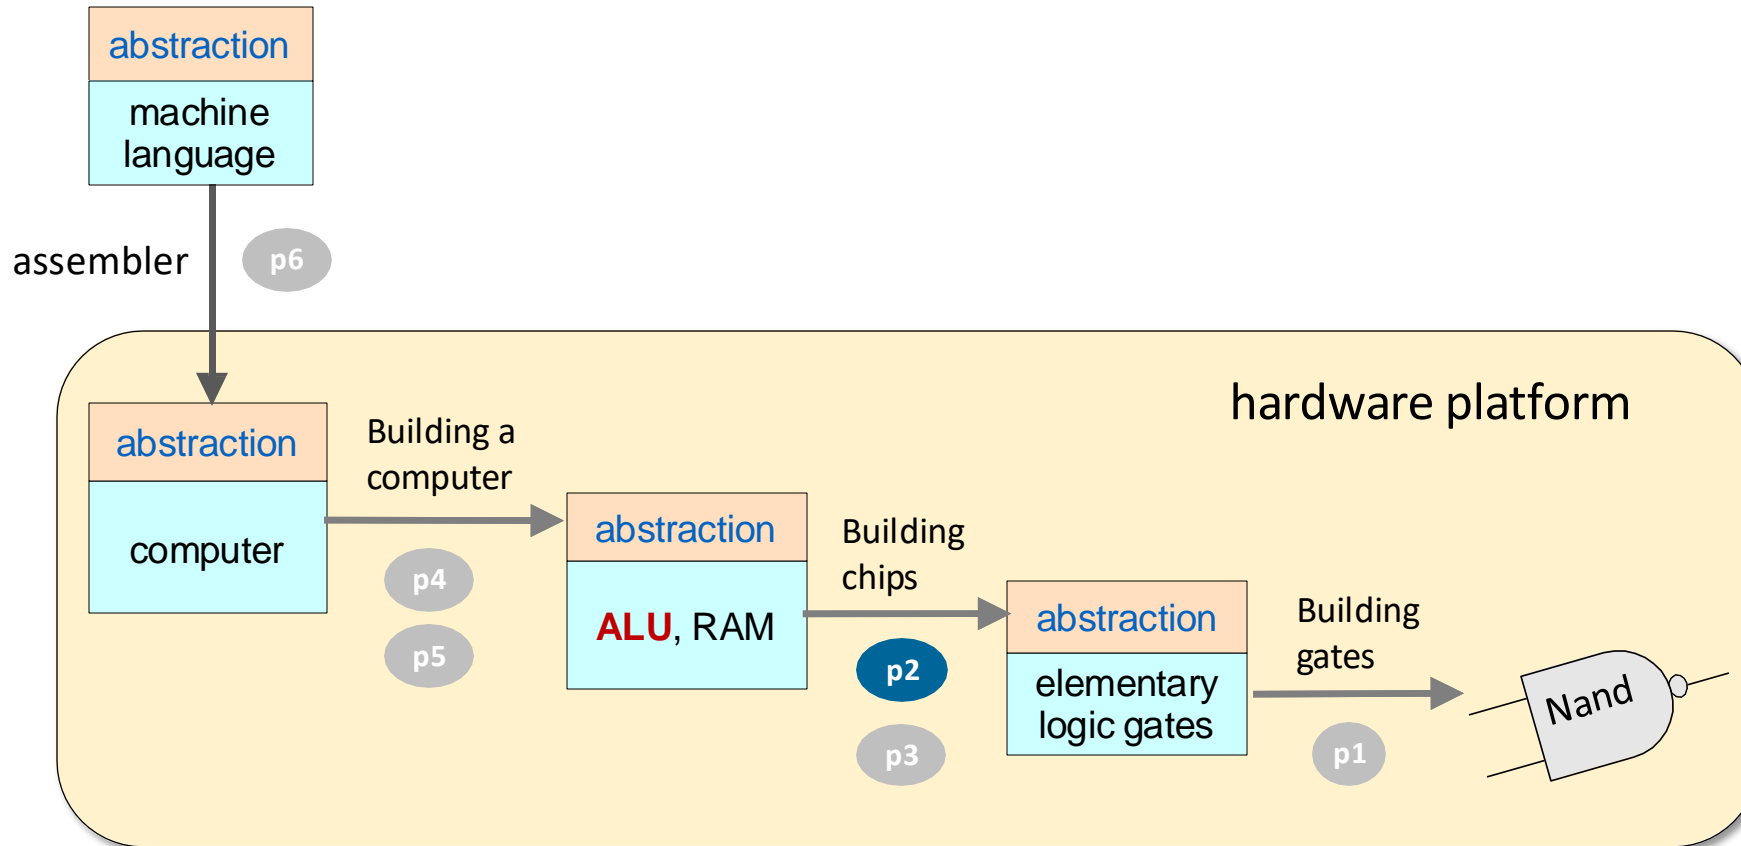 abstraction
machine
language
assembler
p6
hardware platform
abstraction
computer
Building a
computer
p4
p5
abstraction
ALU, RAM
Building
chips
p2
p3
abstraction
elementary
logic gates
Building
gates
p1
Nand